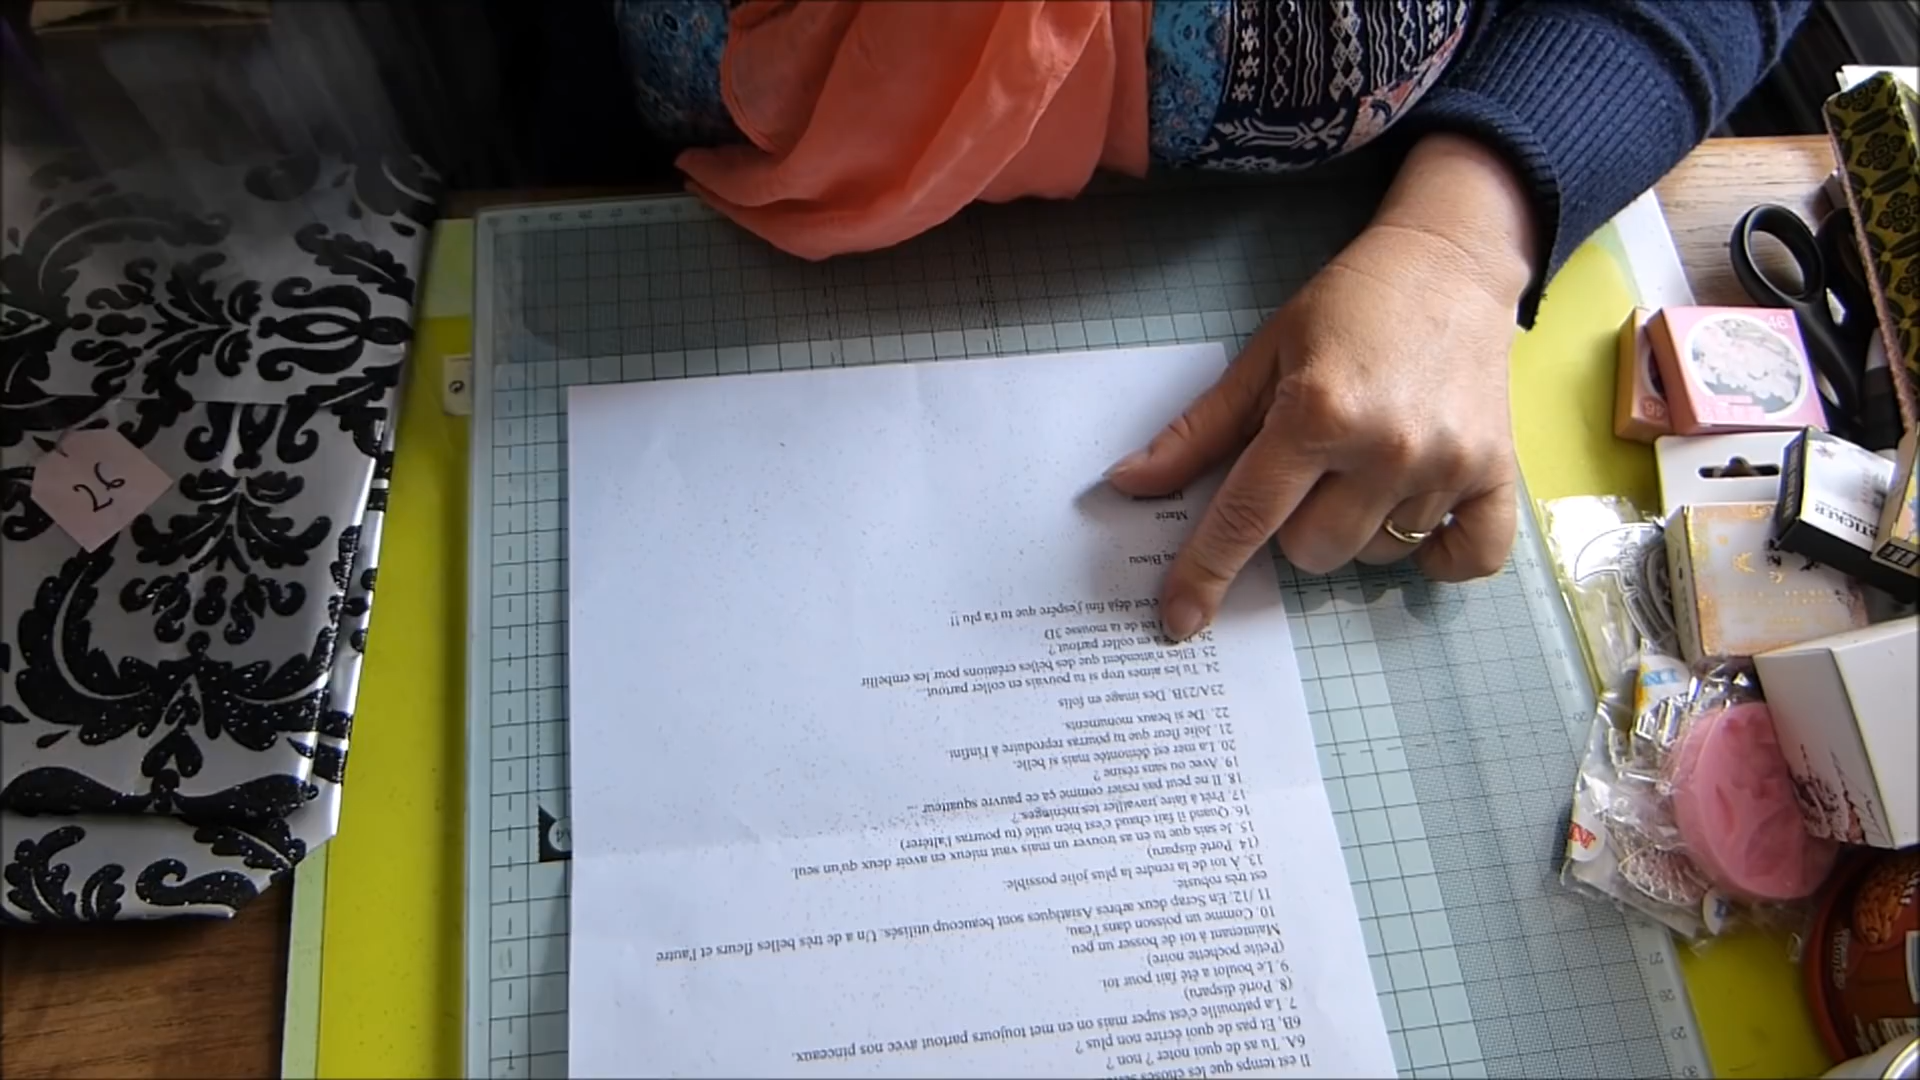 Il est temps que les choses
6A. Tu as de quoi noter ? non ?
6B. Et pas de quoi écrire non plus ?
7. La patrouille c'est super mais on en met toujours partout avec nos pinceaux.
(8. Porté disparu)
9. Le boulot a été fait pour toi.
(Petite pochette noire)
Maintenant à toi de bosser un peu
10. Comme un poisson dans l'eau.
11 /12. En Scrap deux arbres Asiatiques sont beaucoup utilisés. Un a de très belles fleurs et l'autre
est très robuste.
13. A toi de la rendre la plus jolie possible.
(14 Porté disparu)
15. Je sais que tu en as trouver un mais vaut mieux en avoir deux qu'un seul.
16. Quand il fait chaud c'est bien utile (tu pourras l'altérer)
17. Prêt à faire travailler tes méninges ?
18. Il ne peut pas rester comme ça ce pauvre squatteur ...
19. Avec ou sans résine ?
20. La mer est démontée mais si belle.
21. Jolie fleur que tu pourras reproduire à l'infini
22. De si beaux monuments.
23A/23B. Des image en folis
24. Tu les aimes trop si tu pouvais en coller partout...
25. Elles n'attendent que des belles créations pour les embellir
26. à en coller partout ?
toi de la mousse 3D
c'est déjà fini j'espère que tu t'a plu !!
Bisou
Marie
26
46
STICKER